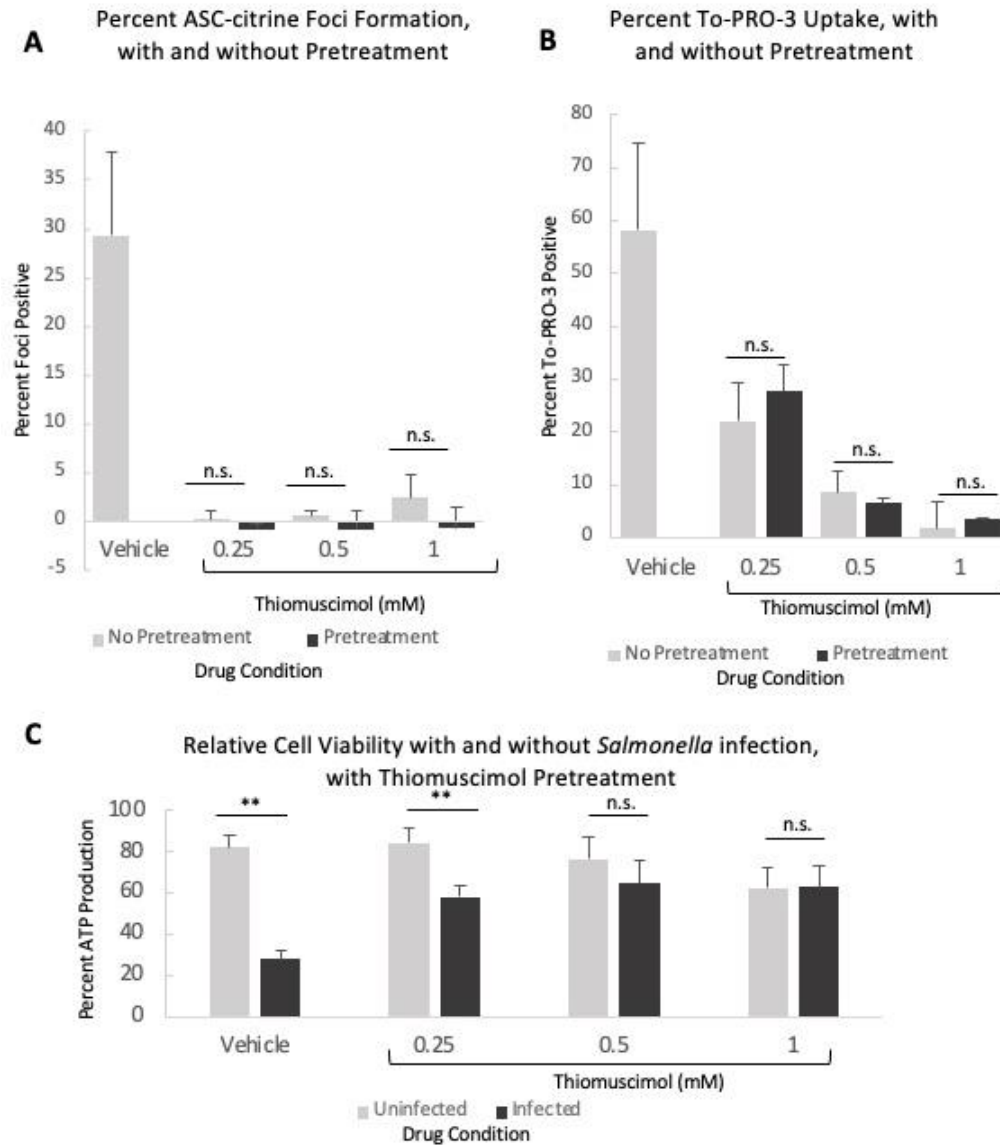 A
Percent ASC-citrine Foci Formation,
with and without Pretreatment
Percent Foci Positive
40
35
30
25
20
15
10
5
0
-5
n.s.
n.s.
n.s.
Vehicle 0.25 0.5 1
Thiomuscimol (mM)
No Pretreatment Pretreatment
Drug Condition
B
Percent To-PRO-3 Uptake, with
and without Pretreatment
Percent To-PRO-3 Positive
80
70
60
50
40
30
20
10
0
n.s.
n.s.
n.s.
Vehicle 0.25 0.5 1
Thiomuscimol (mM)
No Pretreatment Pretreatment
Drug Condition
C
Relative Cell Viability with and without Salmonella infection,
with Thiomuscimol Pretreatment
Percent ATP Production
100
80
60
40
20
0
** ** n.s. n.s.
Vehicle 0.25 0.5 1
Thiomuscimol (mM)
Uninfected Infected
Drug Condition